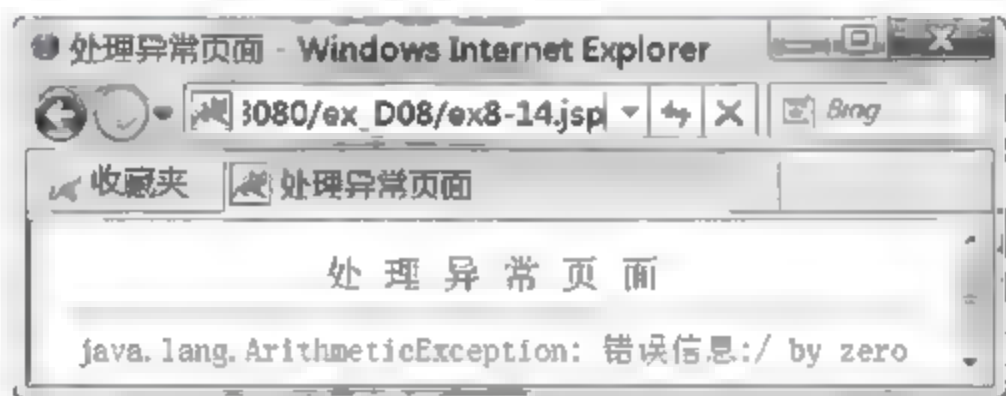 处理异常页面 - Windows Internet Explorer
3080/ex_D08/ex8-14.jsp
收藏夹 处理异常页面
处理异常页面
java.lang.ArithmeticException: 错误信息:/ by zero